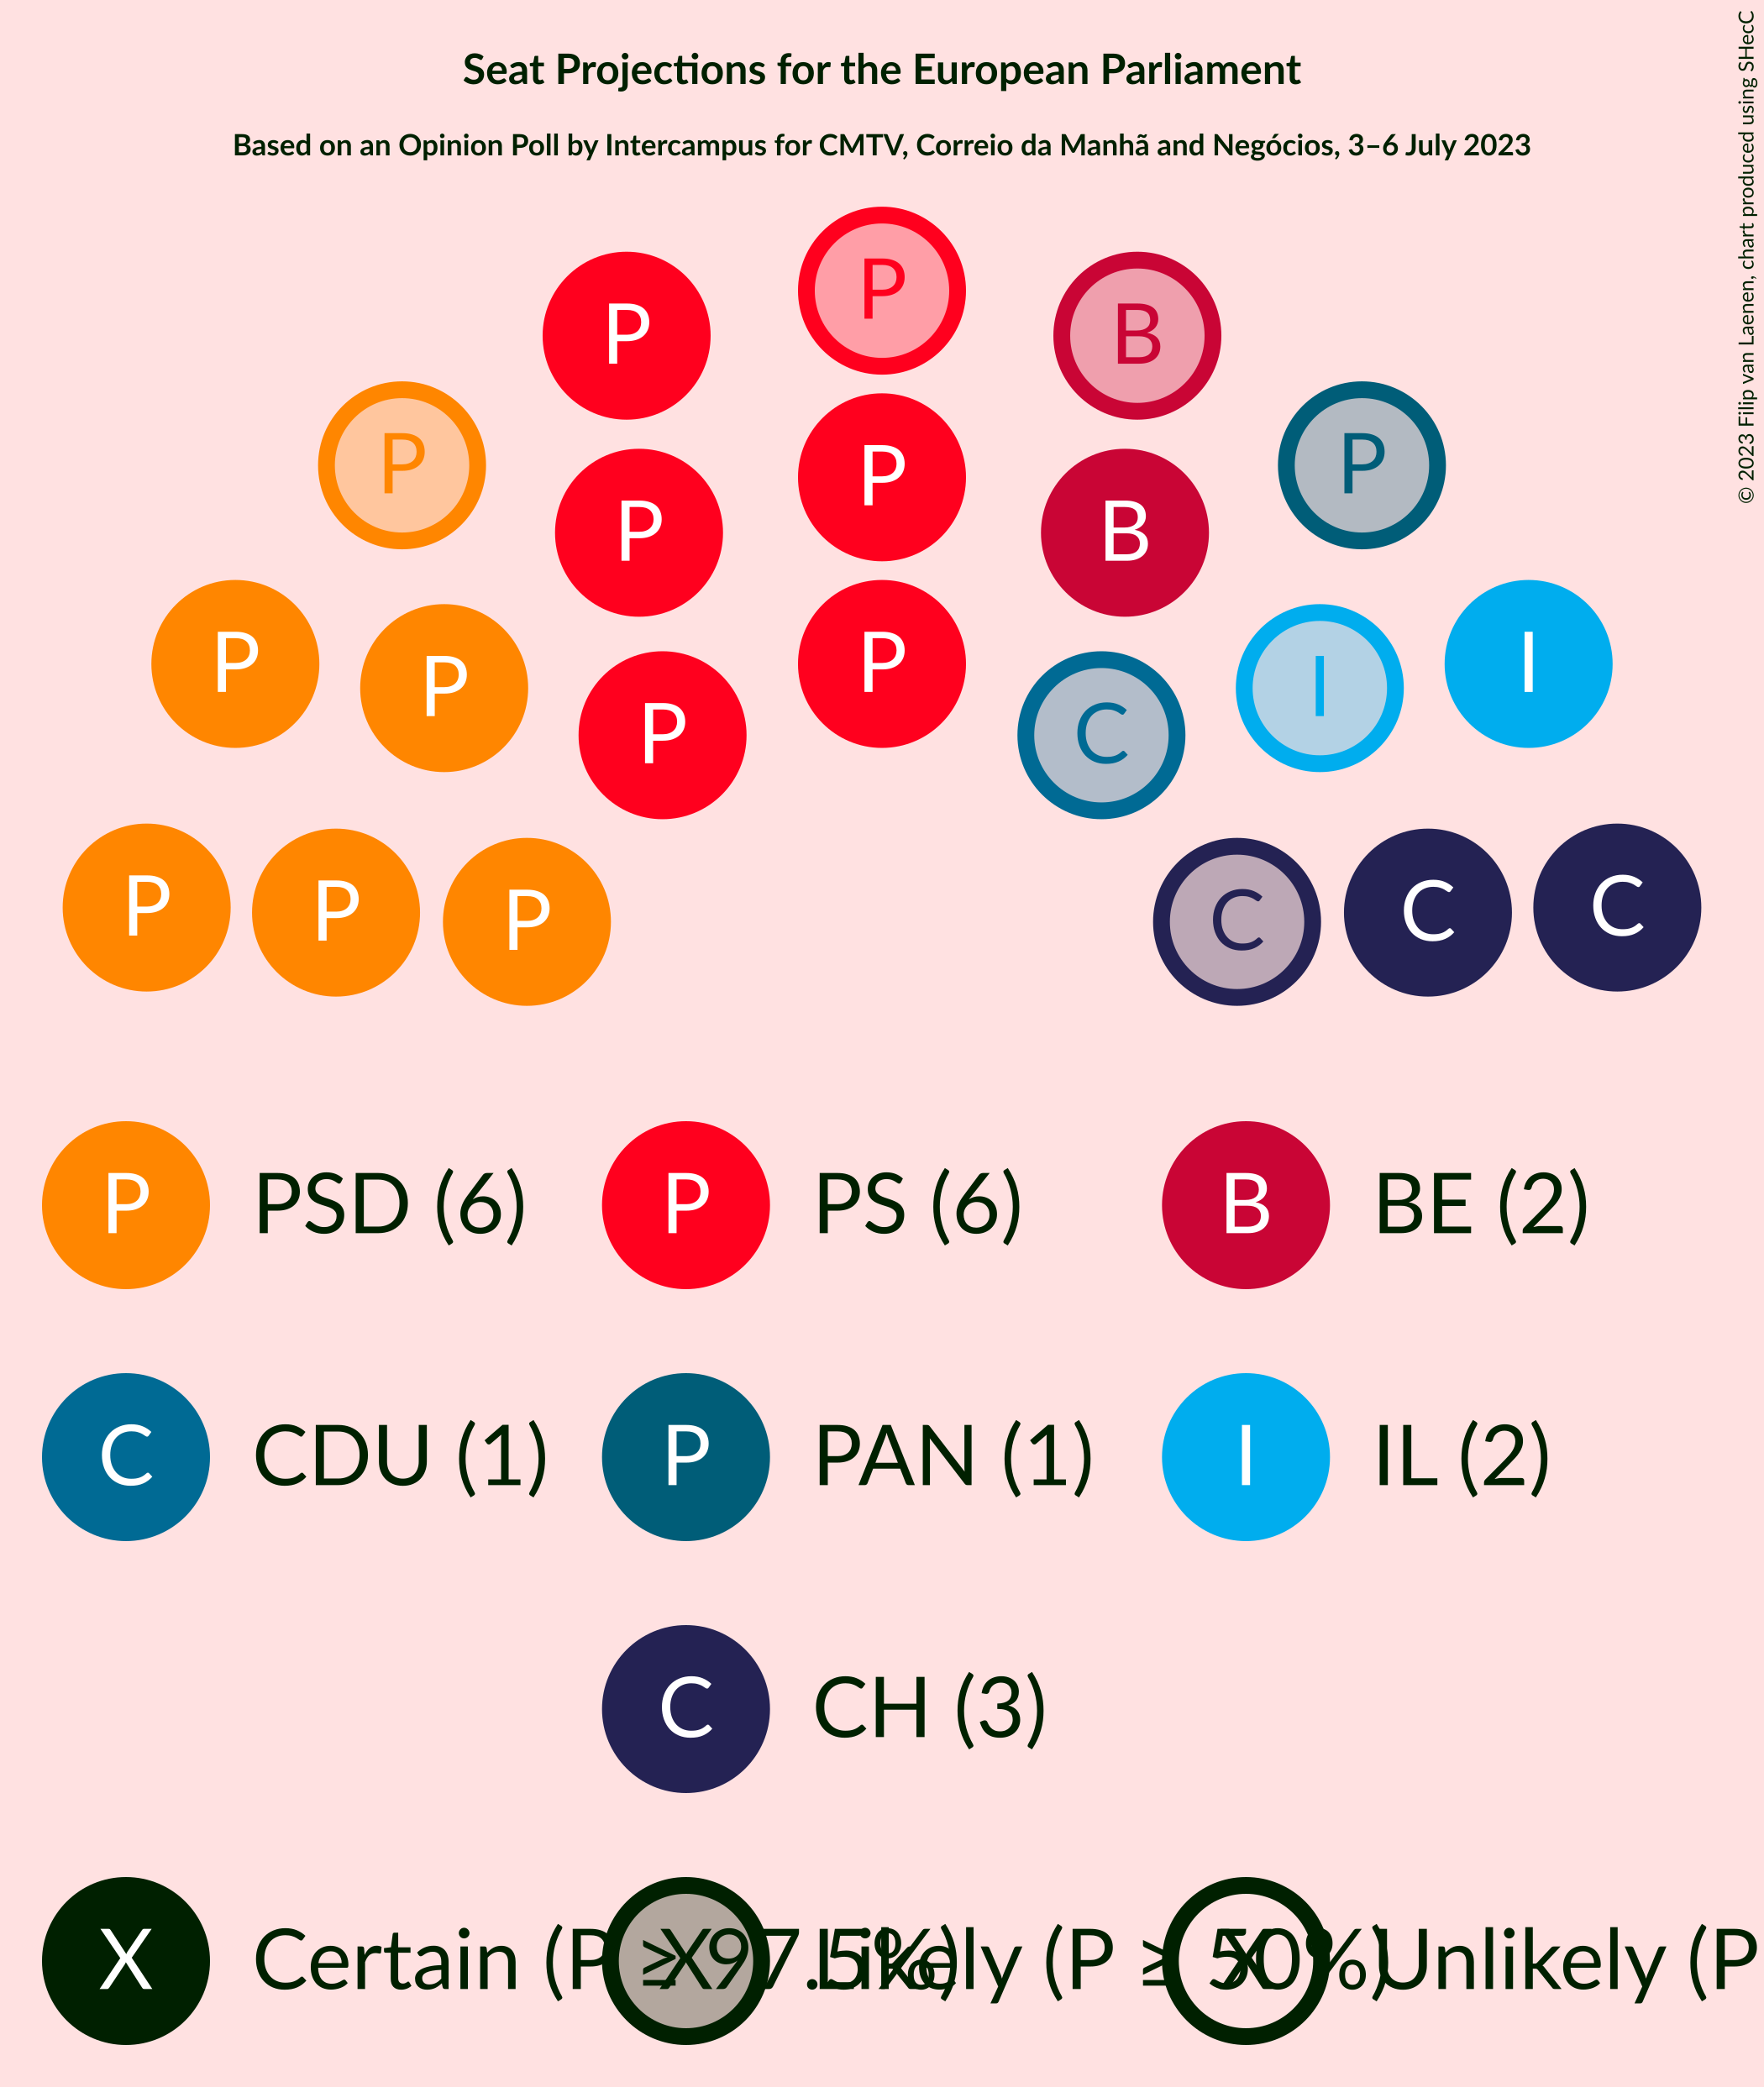 Seat Projections for the European Parliament
Based on an Opinion Poll by Intercampus for CMTV, Correio da Manhã and Negócios, 3–6 July 2023
© 2023 Filip van Laenen, chart produced using SHecC
P
P B
P P
P
P B
P I
P I
P
P
P C
P C
P C
P C
P PSD (6) P PS (6) B BE (2)
C CDU (1) P PAN (1) I IL (2)
C CH (3)
X Certain (P ≥ 97.5%) X Likely (P ≥ 50%) X Unlikely (P